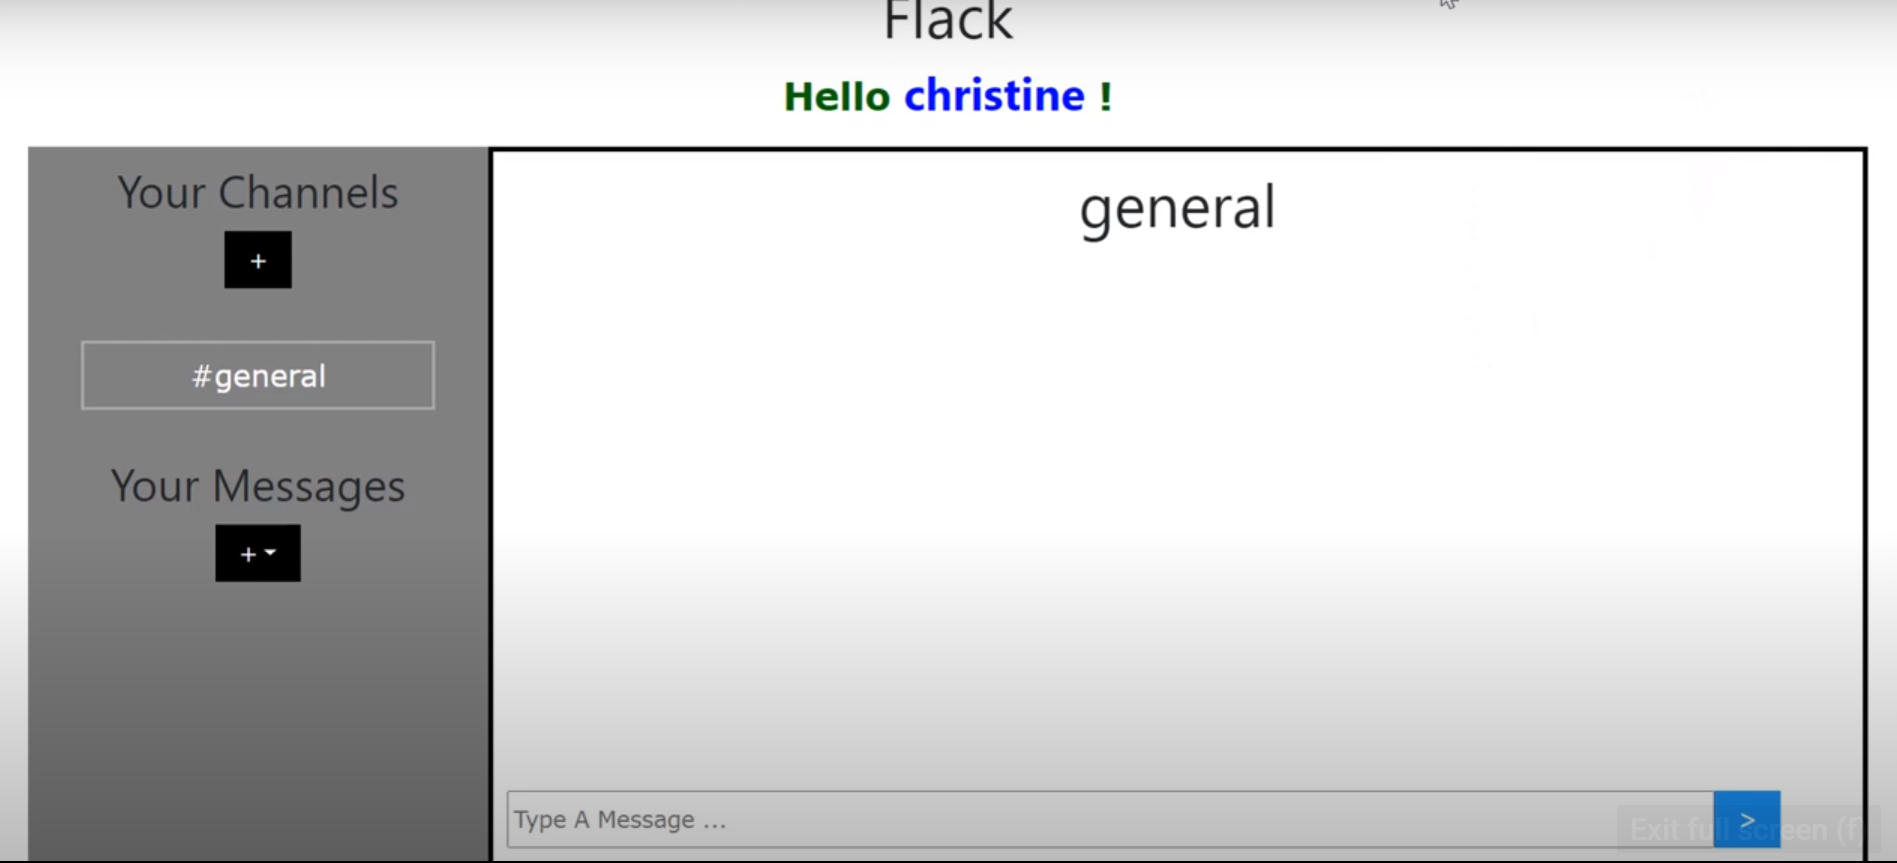 Flack
Hello christine !
Your Channels
+
#general
Your Messages
+
general
Type A Message ...
>
Exit full screen (f)